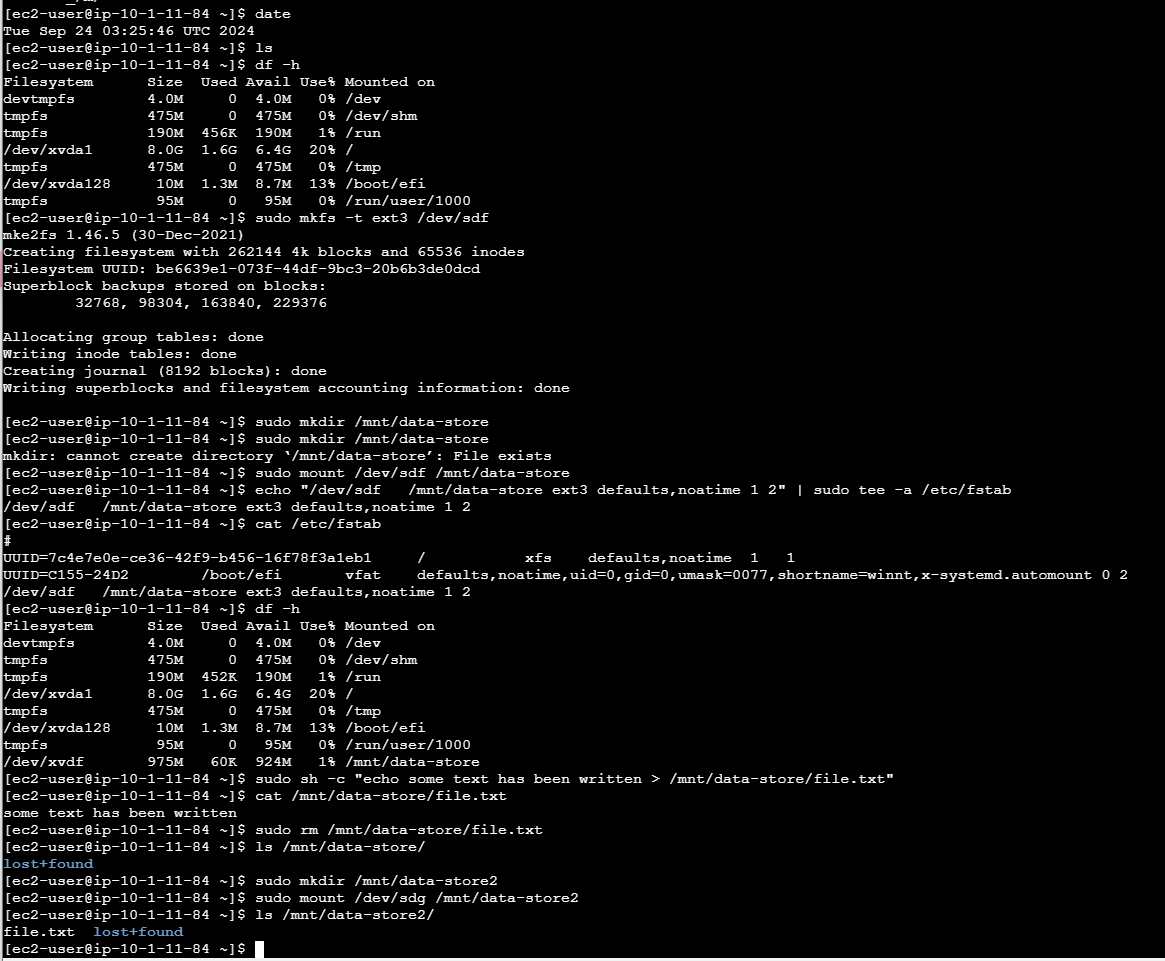 [ec2-user@ip-10-1-11-84 ~]$ date
Tue Sep 24 03:25:46 UTC 2024
[ec2-user@ip-10-1-11-84 ~]$ ls
[ec2-user@ip-10-1-11-84 ~]$ df -h
Filesystem      Size  Used Avail Use% Mounted on
devtmpfs        4.0M     0  4.0M   0% /dev
tmpfs           475M     0  475M   0% /dev/shm
tmpfs           190M  456K  190M   1% /run
/dev/xvda1      8.0G  1.6G  6.4G  20% /
tmpfs           475M     0  475M   0% /tmp
/dev/xvda128     10M  1.3M  8.7M  13% /boot/efi
tmpfs            95M     0   95M   0% /run/user/1000
[ec2-user@ip-10-1-11-84 ~]$ sudo mkfs -t ext3 /dev/sdf
mke2fs 1.46.5 (30-Dec-2021)
Creating filesystem with 262144 4k blocks and 65536 inodes
Filesystem UUID: be6639e1-073f-44df-9bc3-20b6b3de0dcd
Superblock backups stored on blocks:
        32768, 98304, 163840, 229376

Allocating group tables: done
Writing inode tables: done
Creating journal (8192 blocks): done
Writing superblocks and filesystem accounting information: done

[ec2-user@ip-10-1-11-84 ~]$ sudo mkdir /mnt/data-store
[ec2-user@ip-10-1-11-84 ~]$ sudo mkdir /mnt/data-store
mkdir: cannot create directory ‘/mnt/data-store’: File exists
[ec2-user@ip-10-1-11-84 ~]$ sudo mount /dev/sdf /mnt/data-store
[ec2-user@ip-10-1-11-84 ~]$ echo "/dev/sdf   /mnt/data-store ext3 defaults,noatime 1 2" | sudo tee -a /etc/fstab
/dev/sdf   /mnt/data-store ext3 defaults,noatime 1 2
[ec2-user@ip-10-1-11-84 ~]$ cat /etc/fstab
#
UUID=7c4e7e0e-ce36-42f9-b456-16f78f3a1eb1     /           xfs    defaults,noatime  1   1
UUID=C155-24D2        /boot/efi       vfat    defaults,noatime,uid=0,gid=0,umask=0077,shortname=winnt,x-systemd.automount 0 2
/dev/sdf   /mnt/data-store ext3 defaults,noatime 1 2
[ec2-user@ip-10-1-11-84 ~]$ df -h
Filesystem      Size  Used Avail Use% Mounted on
devtmpfs        4.0M     0  4.0M   0% /dev
tmpfs           475M     0  475M   0% /dev/shm
tmpfs           190M  452K  190M   1% /run
/dev/xvda1      8.0G  1.6G  6.4G  20% /
tmpfs           475M     0  475M   0% /tmp
/dev/xvda128     10M  1.3M  8.7M  13% /boot/efi
tmpfs            95M     0   95M   0% /run/user/1000
/dev/xvdf       975M   60K  924M   1% /mnt/data-store
[ec2-user@ip-10-1-11-84 ~]$ sudo sh -c "echo some text has been written > /mnt/data-store/file.txt"
[ec2-user@ip-10-1-11-84 ~]$ cat /mnt/data-store/file.txt
some text has been written
[ec2-user@ip-10-1-11-84 ~]$ sudo rm /mnt/data-store/file.txt
[ec2-user@ip-10-1-11-84 ~]$ ls /mnt/data-store/
lost+found
[ec2-user@ip-10-1-11-84 ~]$ sudo mkdir /mnt/data-store2
[ec2-user@ip-10-1-11-84 ~]$ sudo mount /dev/sdg /mnt/data-store2
[ec2-user@ip-10-1-11-84 ~]$ ls /mnt/data-store2/
file.txt  lost+found
[ec2-user@ip-10-1-11-84 ~]$